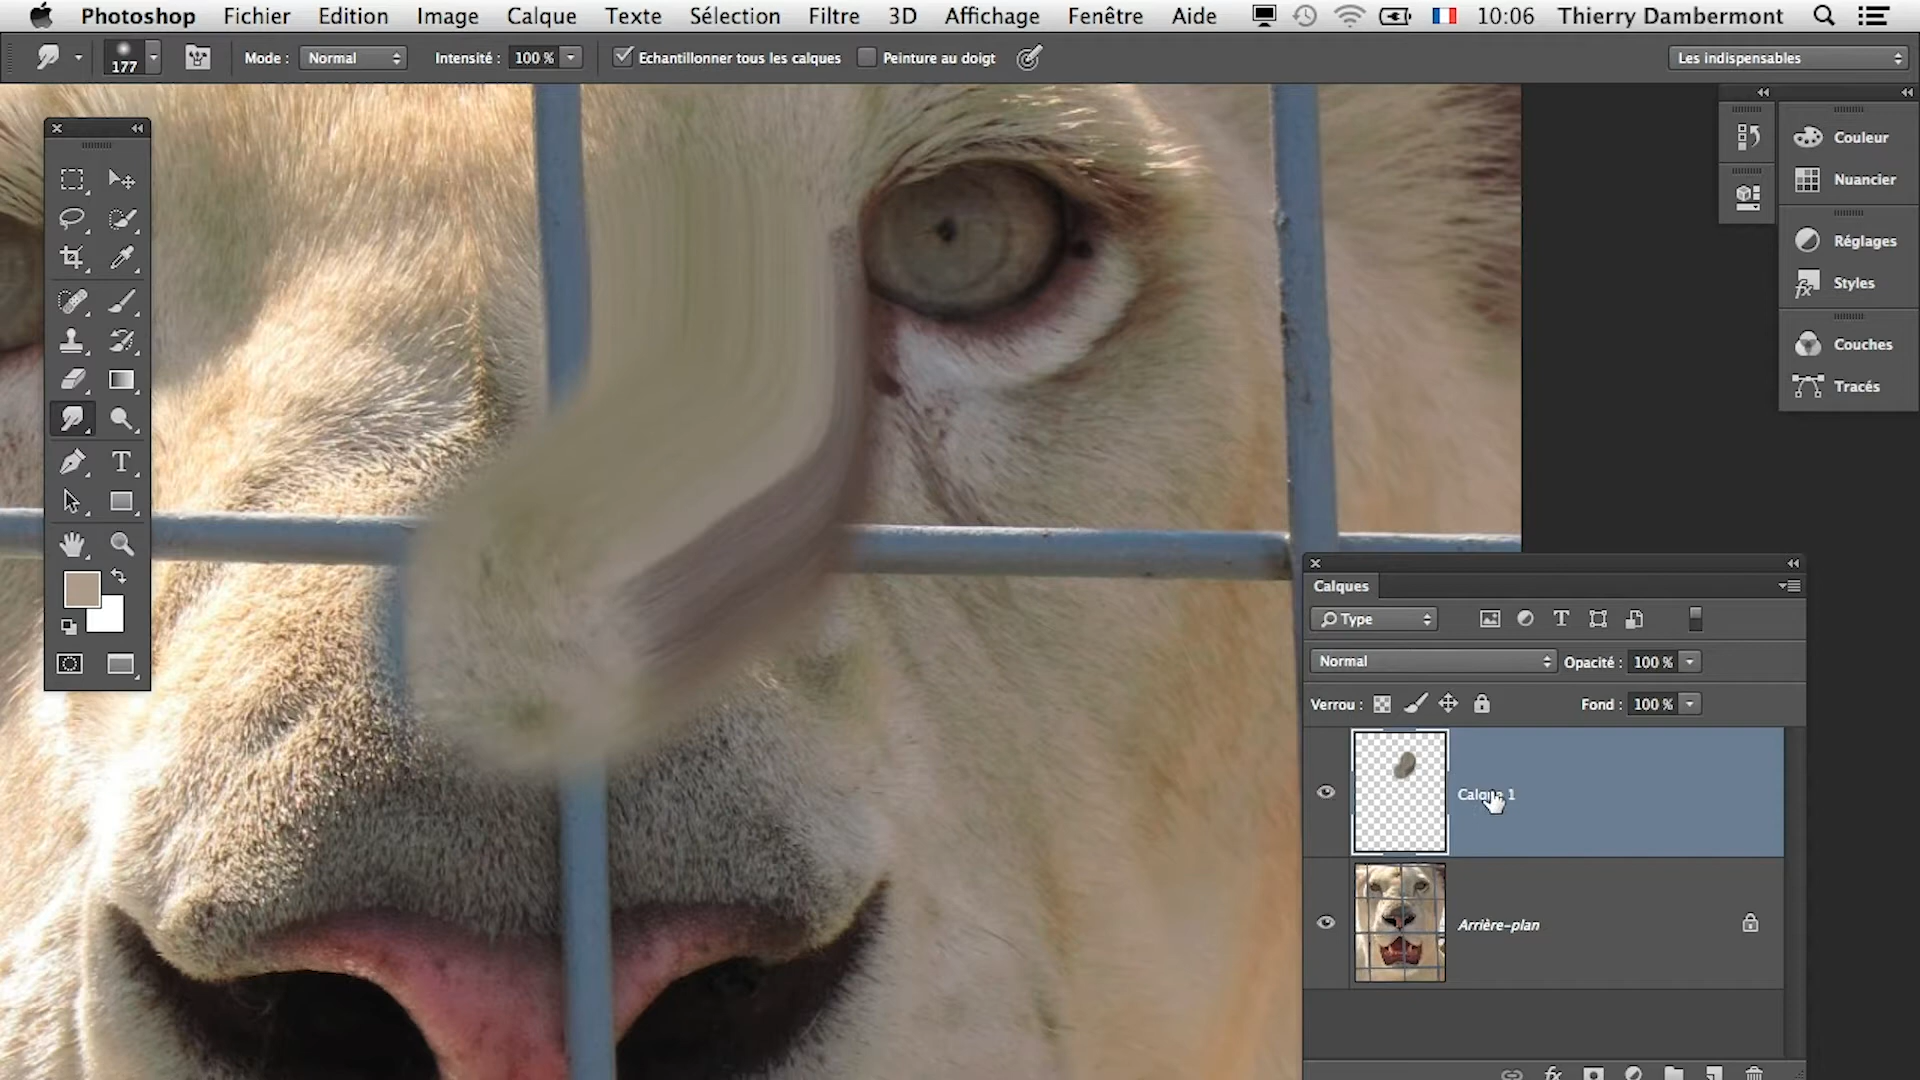 Photoshop Fichier Edition Image Calque Texte Sélection Filtre 3D Affichage Fenêtre Aide 10:06 Thierry Dambermont
177 Mode : Normal Intensité : 100 % Echantillonner tous les calques Peinture au doigt Les indispensables
Couleur
Nuancier
Réglages
Styles
Couches
Tracés
Calques
Type
Normal Opacité : 100 %
Verrou : Fond : 100 %
Calque 1
Arrière-plan